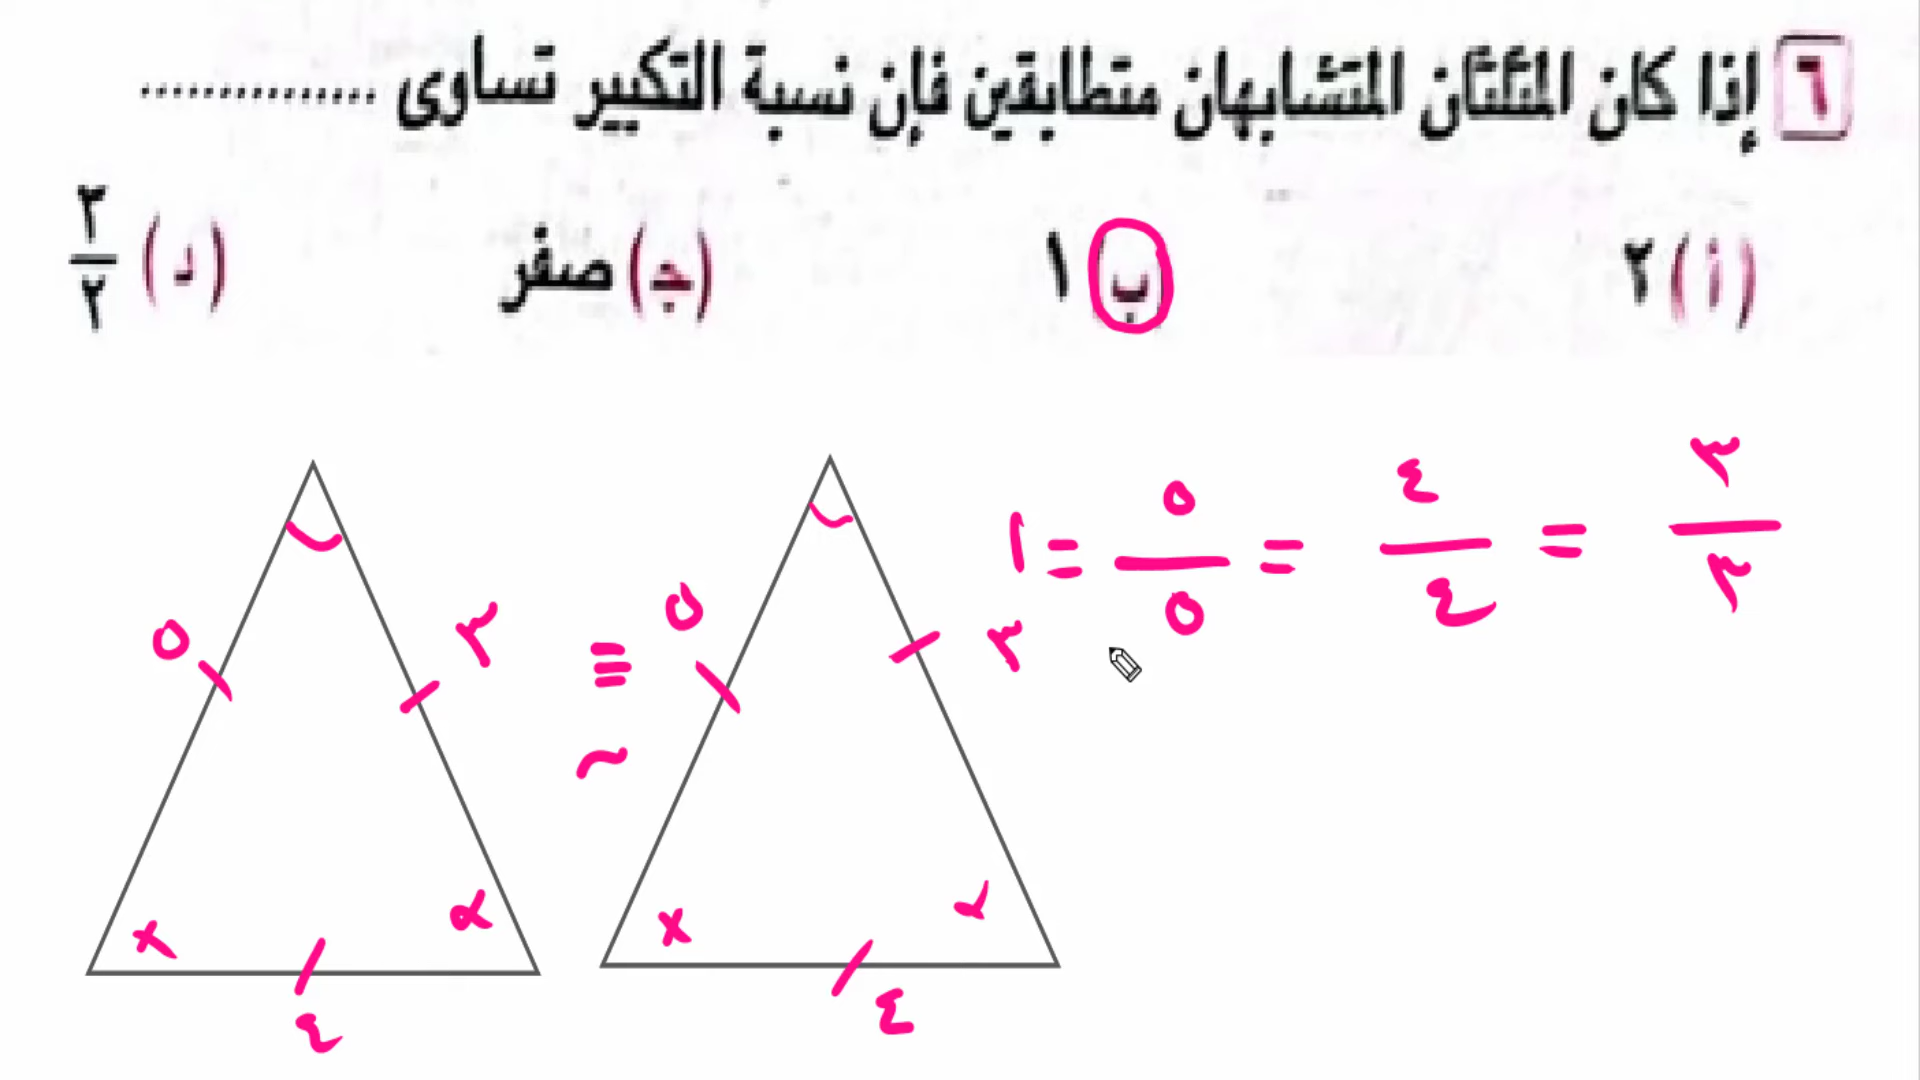 ٦ إذا كان المثلثان المتشابهان متطابقين فإن نسبة التكبير تساوى ...............
(أ) ٢ (ب) ١ (ج) صفر (د) ٣/٢
٣/٣ = ٤/٤ = ٥/٥ = ١
٥ ٣ ≡ ٥ ٣
~
x α x
٤ ٤